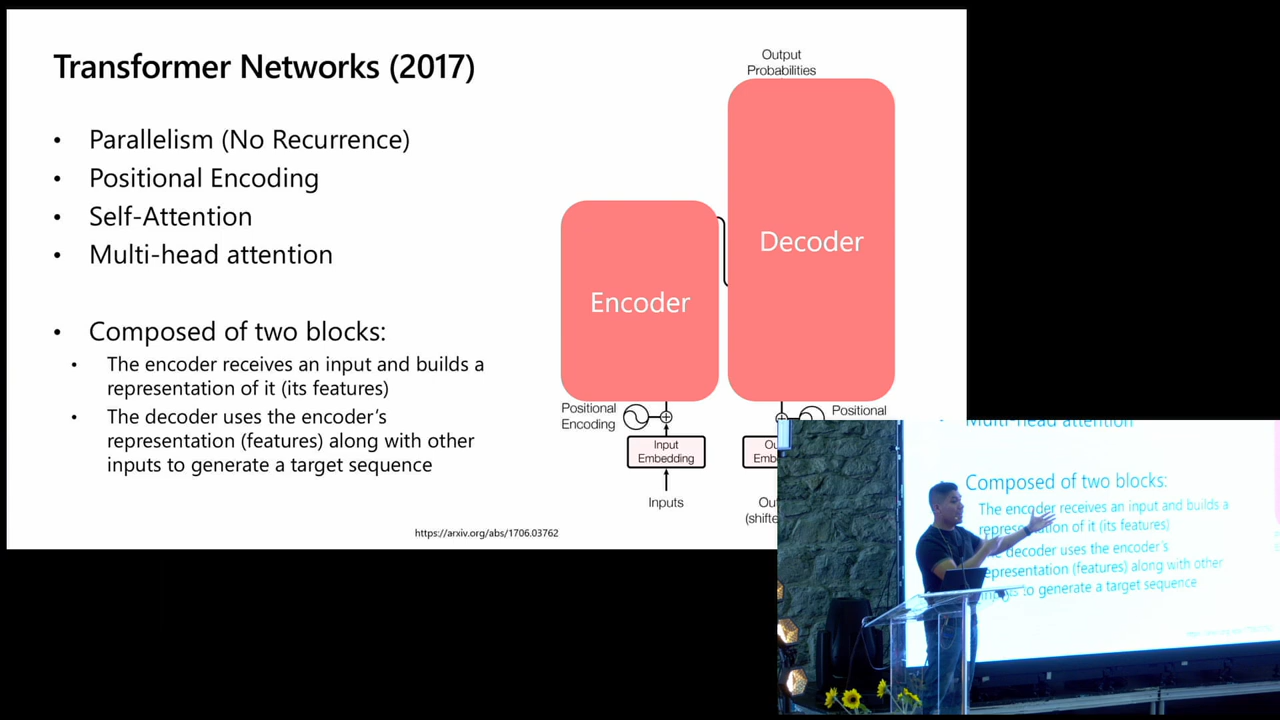 Transformer Networks (2017)
• Parallelism (No Recurrence)
• Positional Encoding
• Self-Attention
• Multi-head attention
• Composed of two blocks:
• The encoder receives an input and builds a
representation of it (its features)
• The decoder uses the encoder's
representation (features) along with other
inputs to generate a target sequence
https://arxiv.org/abs/1706.03762
Output
Probabilities
Decoder
Encoder
Positional
Encoding
Input
Embedding
Inputs
Positional
Ou
Emb
Ou
(shifte
Multi-head attention
Composed of two blocks:
The encoder receives an input and builds a
representation of it (its features)
decoder uses the encoder's
representation (features) along with other
to generate a target sequence